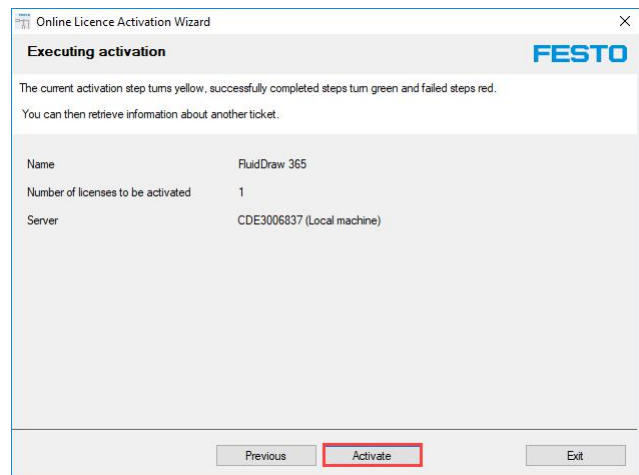 Online Licence Activation Wizard
Executing activation
FESTO
The current activation step turns yellow, successfully completed steps turn green and failed steps red.
You can then retrieve information about another ticket.
Name FluidDraw 365
Number of licenses to be activated 1
Server CDE3006837 (Local machine)
Previous Activate Exit